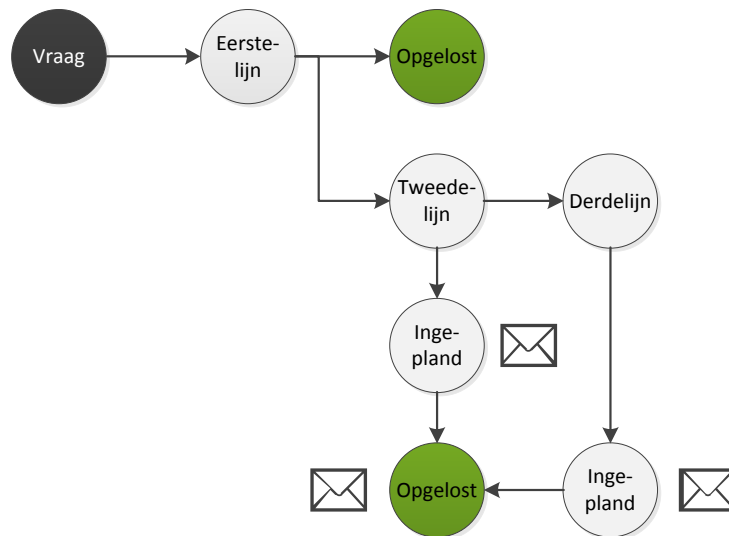 Vraag
Eerste-
lijn
Opgelost
Tweede-
lijn
Derdelijn
Inge-
pland
Opgelost
Inge-
pland